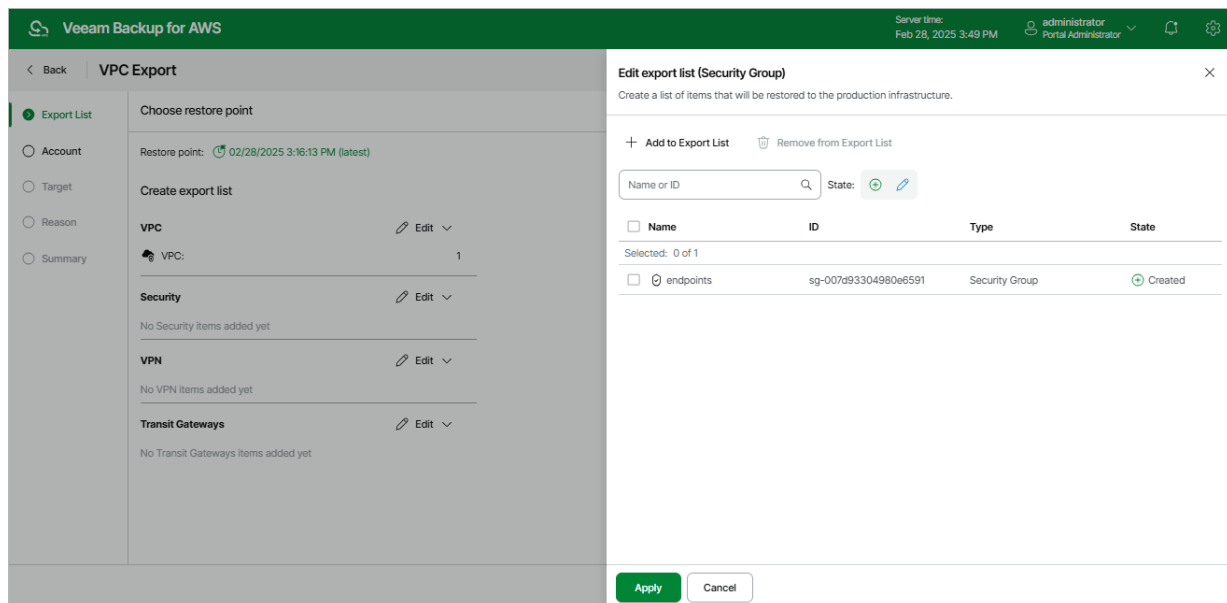 Veeam Backup for AWS
Server time:
Feb 28, 2025 3:49 PM
administrator
Portal Administrator
Back
VPC Export
Export List
Account
Target
Reason
Summary
Choose restore point
Restore point: 02/28/2025 3:16:13 PM (latest)
Create export list
VPC Edit
VPC: 1
Security Edit
No Security items added yet
VPN Edit
No VPN items added yet
Transit Gateways Edit
No Transit Gateways items added yet
Edit export list (Security Group)
Create a list of items that will be restored to the production infrastructure.
Add to Export List Remove from Export List
Name or ID State:
Name ID Type State
Selected: 0 of 1
endpoints sg-007d93304980e6591 Security Group Created
Apply Cancel